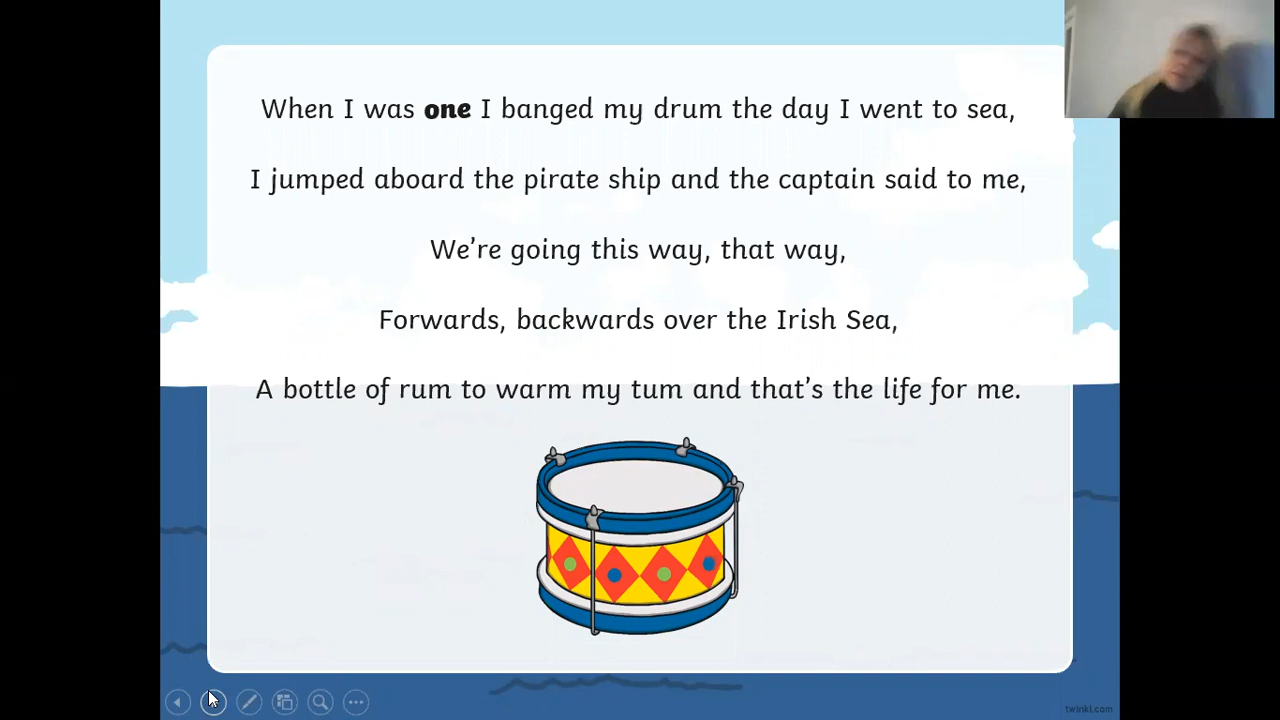 When I was one I banged my drum the day I went to sea,
I jumped aboard the pirate ship and the captain said to me,
We're going this way, that way,
Forwards, backwards over the Irish Sea,
A bottle of rum to warm my tum and that's the life for me.
twinkl.com